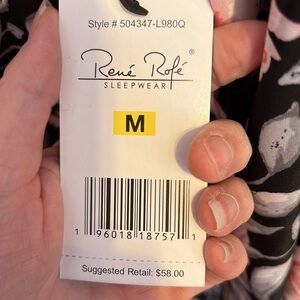 Style # 504347-L980Q
René Rofé®
SLEEPWEAR
M
1 96018 18757 1
Suggested Retail: $58.00